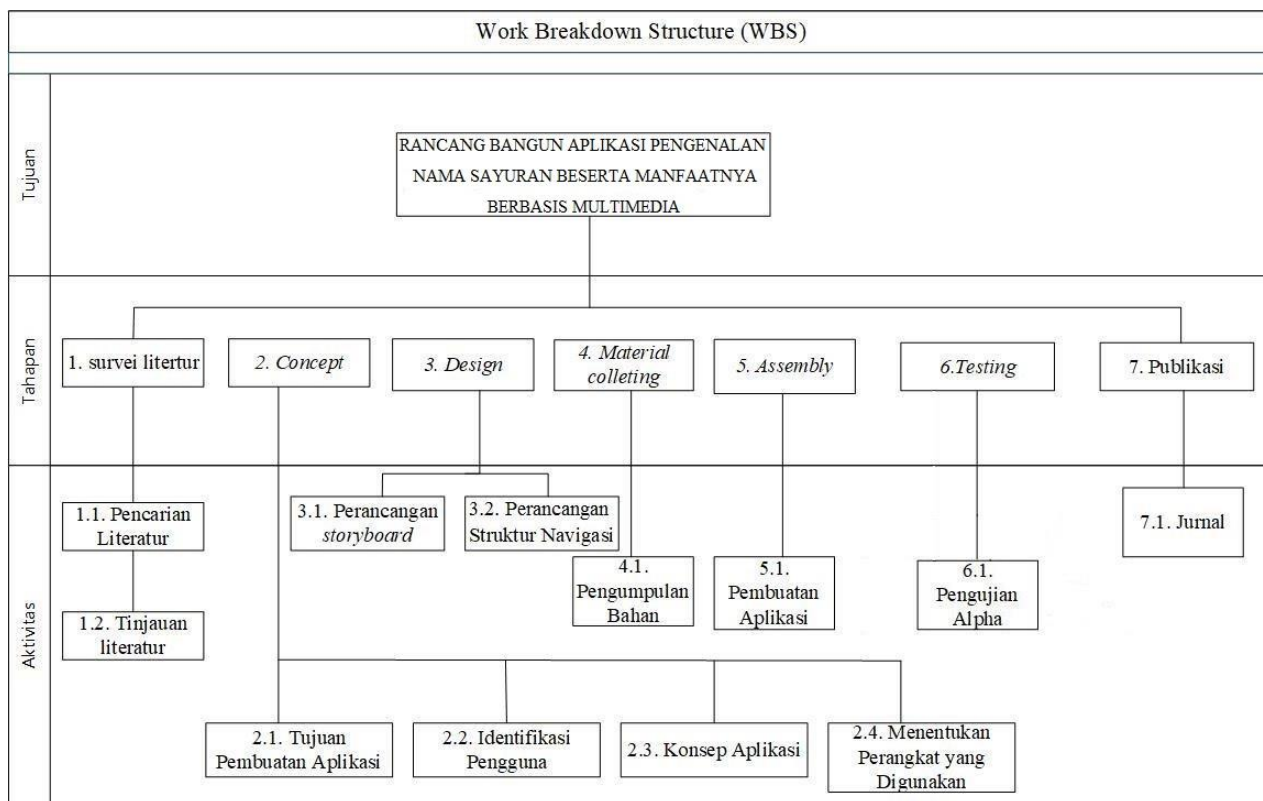 Work Breakdown Structure (WBS)
Tujuan
RANCANG BANGUN APLIKASI PENGENALAN
NAMA SAYURAN BESERTA MANFAATNYA
BERBASIS MULTIMEDIA
Tahapan
1. survei litertur
2. Concept
3. Design
4. Material
colleting
5. Assembly
6.Testing
7. Publikasi
Aktivitas
1.1. Pencarian
Literatur
1.2. Tinjauan
literatur
3.1. Perancangan
storyboard
3.2. Perancangan
Struktur Navigasi
4.1.
Pengumpulan
Bahan
5.1.
Pembuatan
Aplikasi
6.1.
Pengujian
Alpha
7.1. Jurnal
2.1. Tujuan
Pembuatan Aplikasi
2.2. Identifikasi
Pengguna
2.3. Konsep Aplikasi
2.4. Menentukan
Perangkat yang
Digunakan